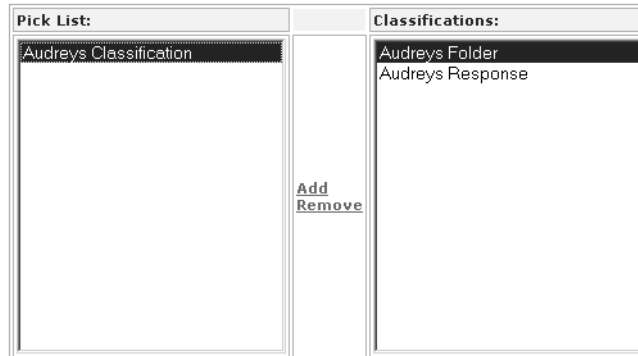 Pick List:
Classifications:
Audreys Classification
Audreys Folder
Audreys Response
Add
Remove